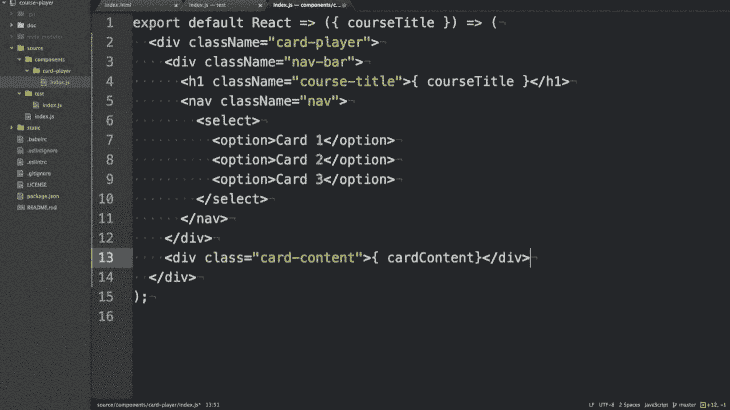 course-player
index.html
index.js — test
index.js — components/c...
.git
doc
source
components
card-player
index.js
test
index.js
index.js
static
.babelrc
.eslintignore
.eslintrc
.gitignore
LICENSE
package.json
README.md
1 export default React => ({ courseTitle }) => (
2 <div className="card-player">
3 <div className="nav-bar">
4 <h1 className="course-title">{ courseTitle }</h1>
5 <nav className="nav">
6 <select>
7 <option>Card 1</option>
8 <option>Card 2</option>
9 <option>Card 3</option>
10 </select>
11 </nav>
12 </div>
13 <div class="card-content">{ cardContent}</div>
14 </div>
15 );
16
source/components/card-player/index.js* 13:51
LF UTF-8 2 Spaces JavaScript master +12, -1